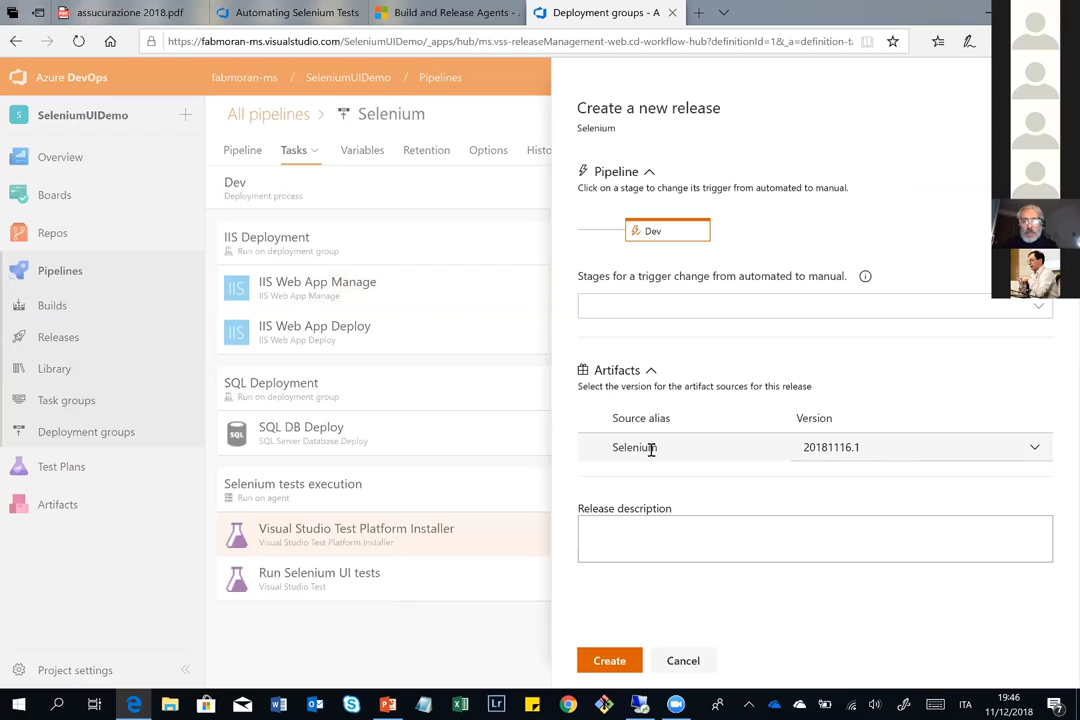 assucurazione 2018.pdf
Automating Selenium Tests
Build and Release Agents - .
Deployment groups - A
https://fabmoran-ms.visualstudio.com/SeleniumUIDemo/_apps/hub/ms.vss-releaseManagement-web.cd-workflow-hub?definitionId=1&_a=definition-ta
Azure DevOps
fabmoran-ms / SeleniumUIDemo / Pipelines
S SeleniumUIDemo
Overview
Boards
Repos
Pipelines
Builds
Releases
Library
Task groups
Deployment groups
Test Plans
Artifacts
Project settings
All pipelines > Selenium
Pipeline Tasks Variables Retention Options Histo
Dev
Deployment process
IIS Deployment
Run on deployment group
IIS
IIS Web App Manage
IIS Web App Manage
IIS
IIS Web App Deploy
IIS Web App Deploy
SQL Deployment
Run on deployment group
SQL
SQL DB Deploy
SQL Server Database Deploy
Selenium tests execution
Run on agent
Visual Studio Test Platform Installer
Visual Studio Test Platform Installer
Run Selenium UI tests
Visual Studio Test
Create a new release
Selenium
Pipeline
Click on a stage to change its trigger from automated to manual.
Dev
Stages for a trigger change from automated to manual.
Artifacts
Select the version for the artifact sources for this release
Source alias Version
Selenium 20181116.1
Release description
Create Cancel
Lr
ITA
19:46
11/12/2018
7